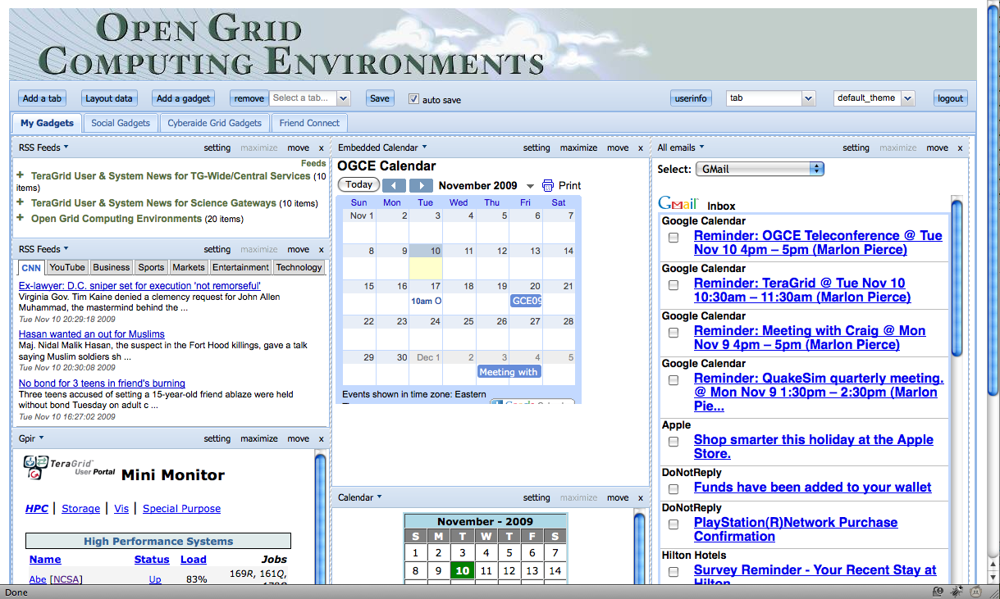 OPEN GRID
COMPUTING ENVIRONMENTS
Add a tab
Layout data
Add a gadget
remove
Select a tab...
Save
auto save
userinfo
tab
default_theme
logout
My Gadgets
Social Gadgets
Cyberaide Grid Gadgets
Friend Connect
RSS Feeds
setting maximize move x
Feeds
+ TeraGrid User & System News for TG-Wide/Central Services (10
items)
+ TeraGrid User & System News for Science Gateways (10 items)
+ Open Grid Computing Environments (20 items)
RSS Feeds
setting maximize move x
CNN YouTube Business Sports Markets Entertainment Technology
Ex-lawyer: D.C. sniper set for execution 'not remorseful'
Virginia Gov. Tim Kaine denied a clemency request for John Allen
Muhammad, the mastermind behind the ...
Tue Nov 10 20:29:18 2009
Hasan wanted an out for Muslims
Maj. Nidal Malik Hasan, the suspect in the Fort Hood killings, gave a talk
saying Muslim soldiers sh ...
Tue Nov 10 20:30:08 2009
No bond for 3 teens in friend's burning
Three teens accused of setting a 15-year-old friend ablaze were held
without bond Tuesday on adult c ...
Tue Nov 10 16:27:02 2009
Gpir
setting maximize move x
TeraGrid™
User Portal
Mini Monitor
HPC | Storage | Vis | Special Purpose
High Performance Systems
Name Status Load Jobs
Abe [NCSA] Up 83% 169R, 161Q,
Embedded Calendar
setting maximize move x
OGCE Calendar
Today
November 2009
Print
Sun Mon Tue Wed Thu Fri Sat
Nov 1 2 3 4 5 6 7
8 9 10 11 12 13 14
15 16 17 18 19 20 21
10am O
GCE09
22 23 24 25 26 27 28
29 30 Dec 1 2 3 4 5
Meeting with
Events shown in time zone: Eastern
Calendar
setting maximize move x
November - 2009
S M T W T F S
1 2 3 4 5 6 7
8 9 10 11 12 13 14
All emails
setting maximize move x
Select: GMail
GMail Inbox
Google Calendar
Reminder: OGCE Teleconference @ Tue
Nov 10 4pm – 5pm (Marlon Pierce)
Google Calendar
Reminder: TeraGrid @ Tue Nov 10
10:30am – 11:30am (Marlon Pierce)
Google Calendar
Reminder: Meeting with Craig @ Mon
Nov 9 4pm – 5pm (Marlon Pierce)
Google Calendar
Reminder: QuakeSim quarterly meeting.
@ Mon Nov 9 1:30pm – 2:30pm (Marlon
Pie...
Apple
Shop smarter this holiday at the Apple
Store.
DoNotReply
Funds have been added to your wallet
DoNotReply
PlayStation(R)Network Purchase
Confirmation
Hilton Hotels
Survey Reminder - Your Recent Stay at
Hilton
Done